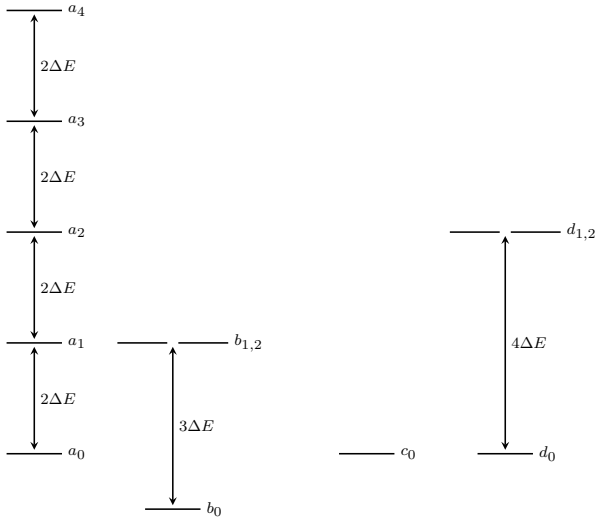 a₄
2ΔE
a₃
2ΔE
a₂ d₁,₂
2ΔE
a₁ b₁,₂ 4ΔE
2ΔE 3ΔE
a₀ c₀ d₀
b₀